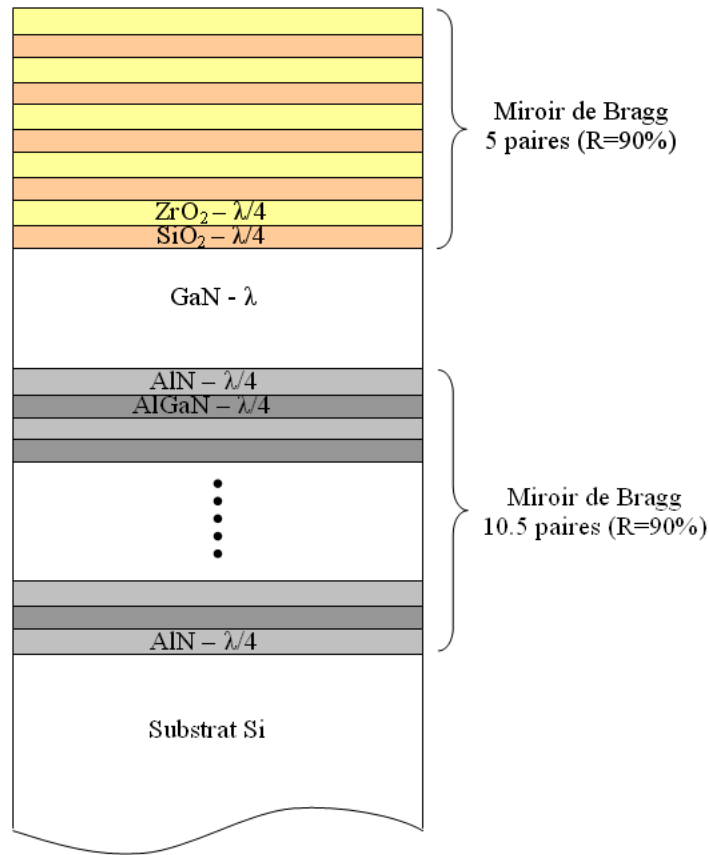 Miroir de Bragg
5 paires (R=90%)
ZrO₂ – λ/4
SiO₂ – λ/4
GaN - λ
AlN – λ/4
AlGaN – λ/4
Miroir de Bragg
10.5 paires (R=90%)
AlN – λ/4
Substrat Si